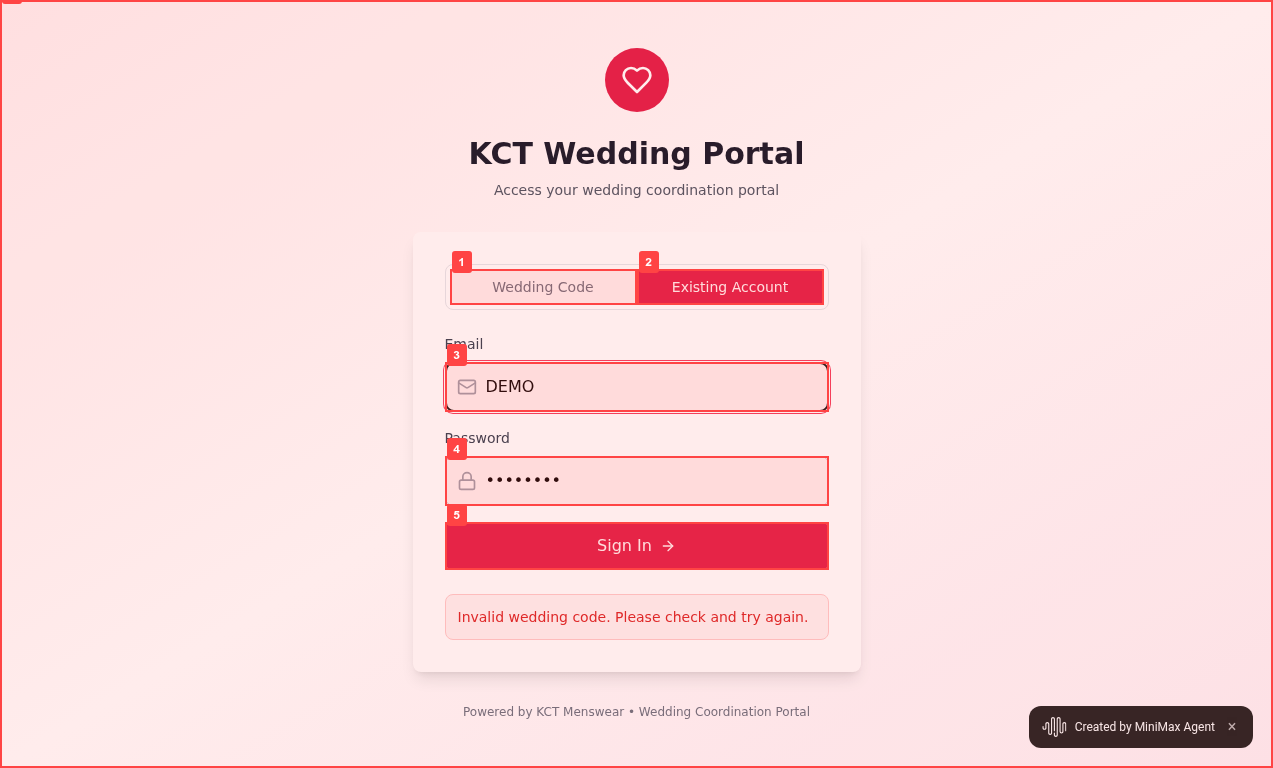 KCT Wedding Portal
Access your wedding coordination portal
1
2
Wedding Code
Existing Account
Email
3
DEMO
Password
4
••••••••
5
Sign In →
Invalid wedding code. Please check and try again.
Powered by KCT Menswear • Wedding Coordination Portal
Created by MiniMax Agent ×